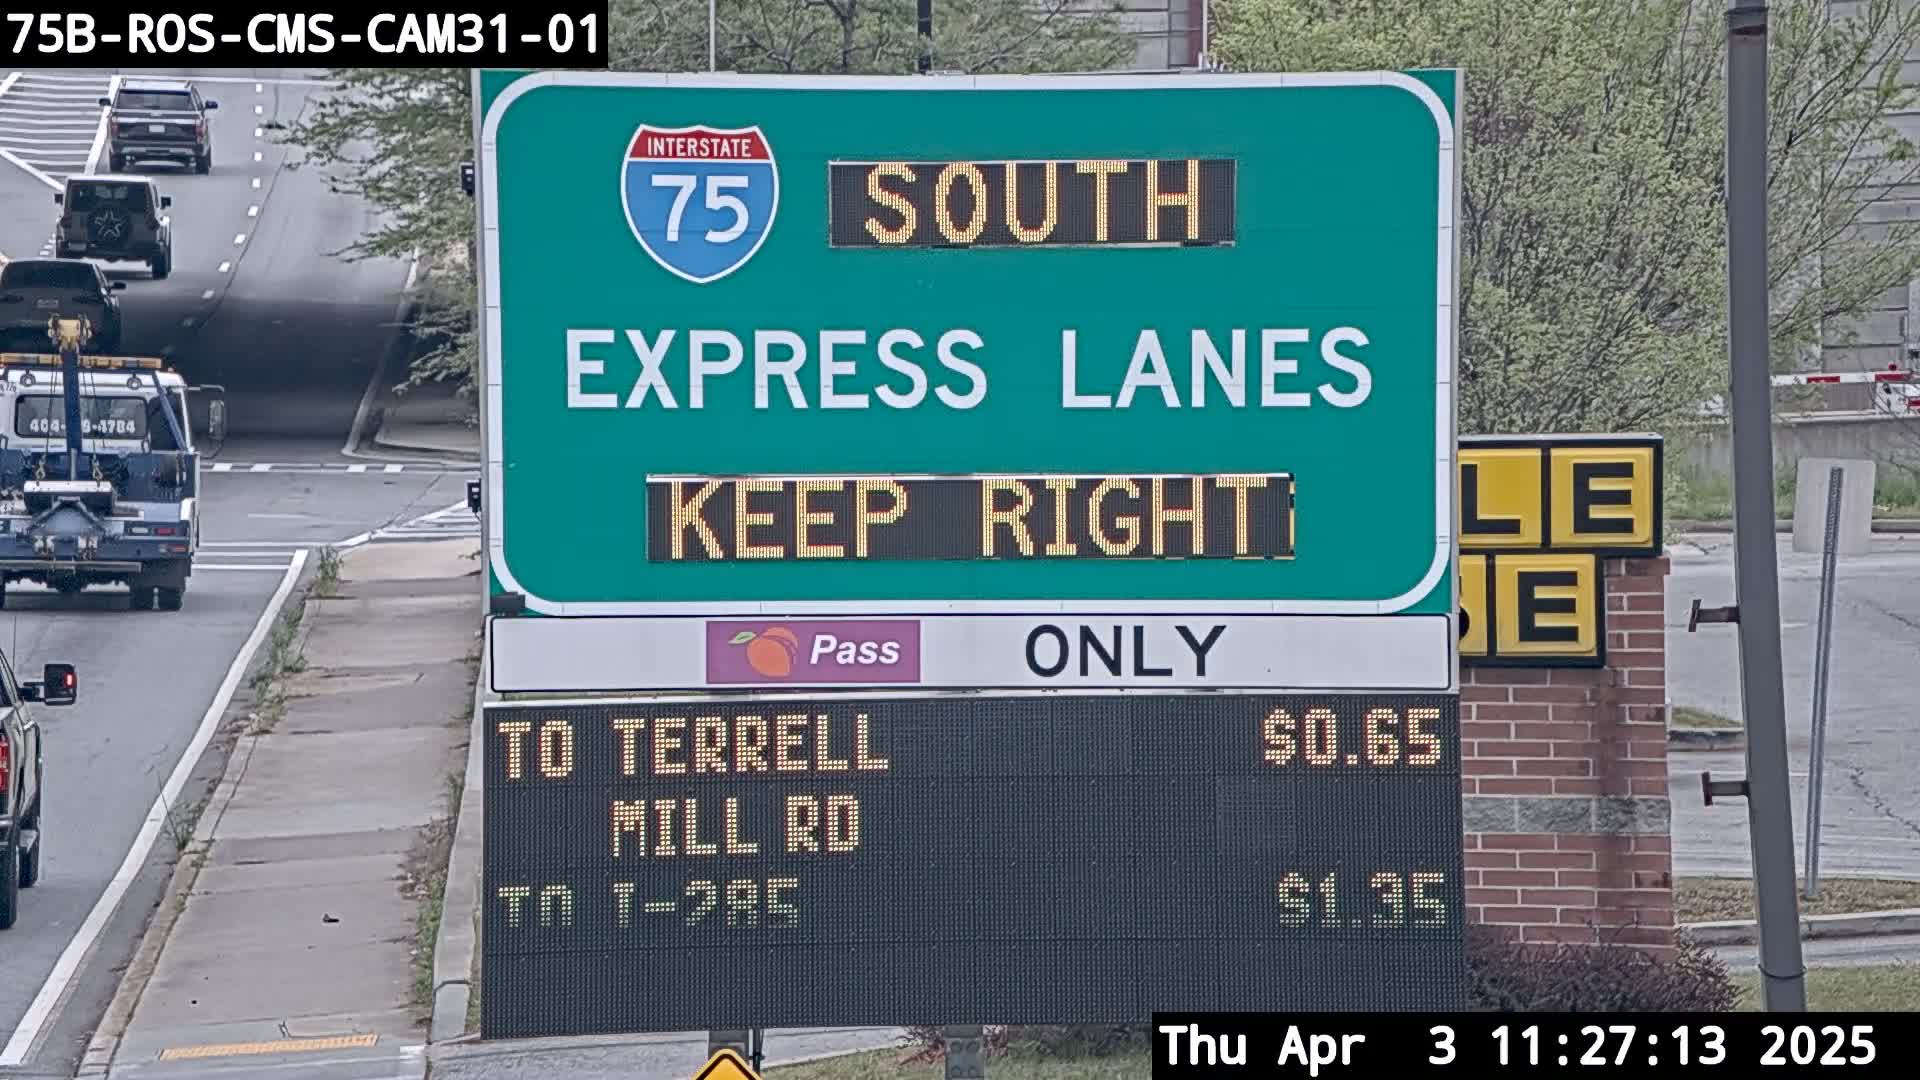 75B-ROS-CMS-CAM31-01
INTERSTATE
75
SOUTH
EXPRESS LANES
KEEP RIGHT
Pass ONLY
TO TERRELL $0.65
MILL RD
TO I-285 $1.35
LE
E
Thu Apr 3 11:27:13 2025